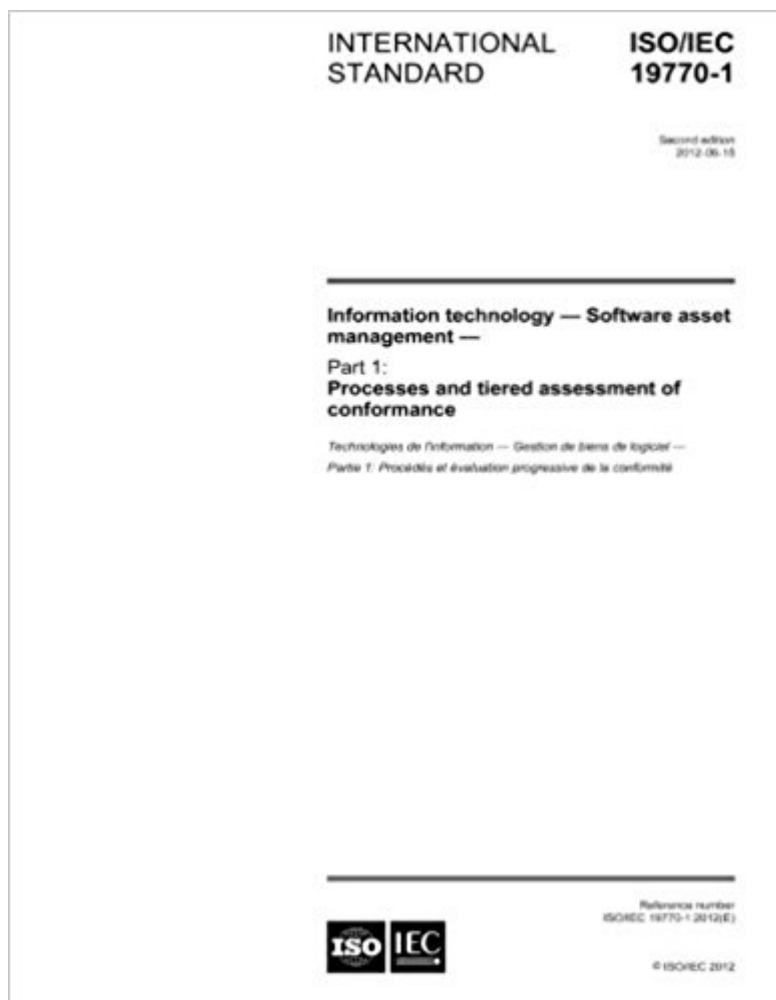 INTERNATIONAL
STANDARD
ISO/IEC
19770-1
Second edition
2012-06-15
Information technology — Software asset
management —
Part 1:
Processes and tiered assessment of
conformance
Technologies de l'information — Gestion de biens de logiciel —
Partie 1: Procédés et évaluation progressive de la conformité
Reference number
ISO/IEC 19770-1:2012(E)
ISO
IEC
© ISO/IEC 2012